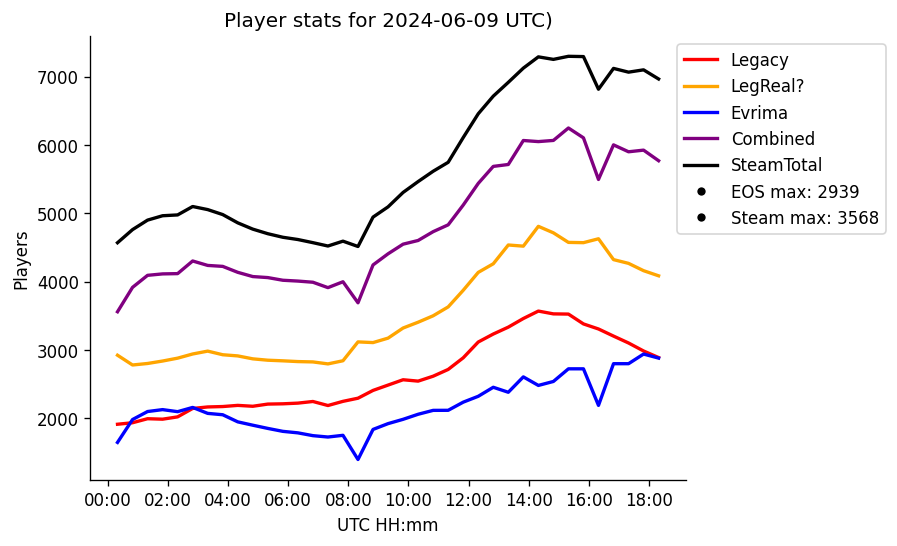 Player stats for 2024-06-09 UTC)
Players
7000
6000
5000
4000
3000
2000
00:00 02:00 04:00 06:00 08:00 10:00 12:00 14:00 16:00 18:00
UTC HH:mm
Legacy
LegReal?
Evrima
Combined
SteamTotal
EOS max: 2939
Steam max: 3568